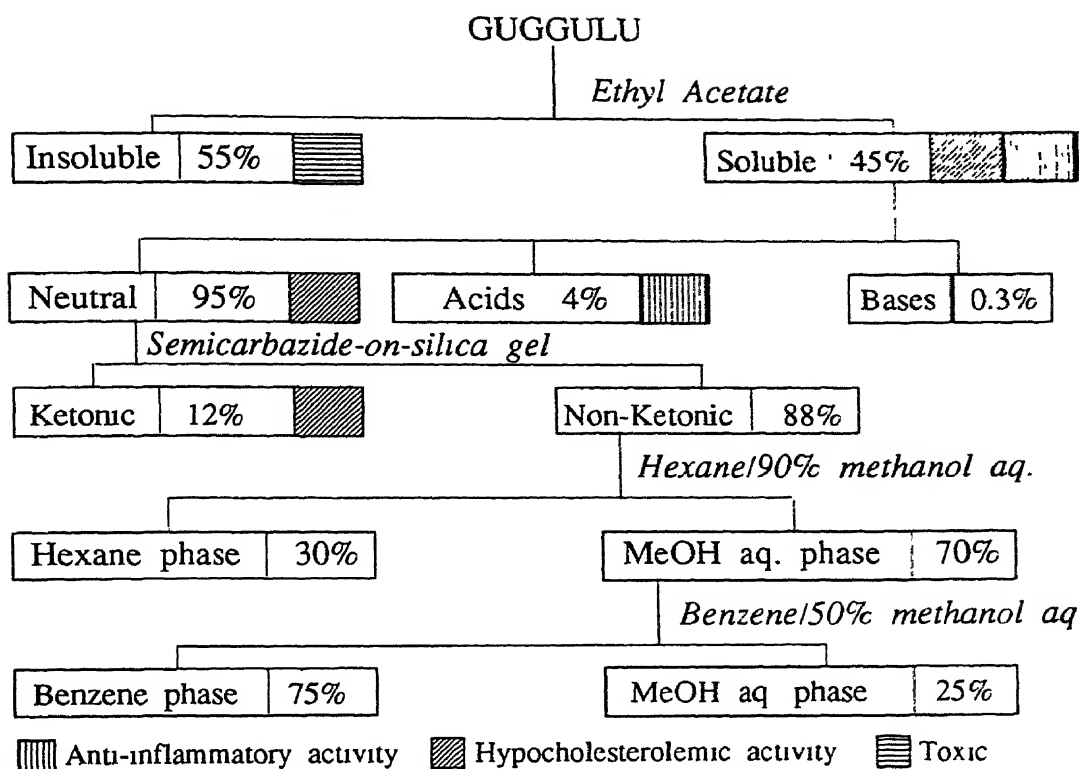 GUGGULU
Ethyl Acetate
Insoluble 55% Soluble 45%
Neutral 95% Acids 4% Bases 0.3%
Semicarbazide-on-silica gel
Ketonic 12% Non-Ketonic 88%
Hexane/90% methanol aq.
Hexane phase 30% MeOH aq. phase 70%
Benzene/50% methanol aq
Benzene phase 75% MeOH aq phase 25%
Anti-inflammatory activity Hypocholesterolemic activity Toxic